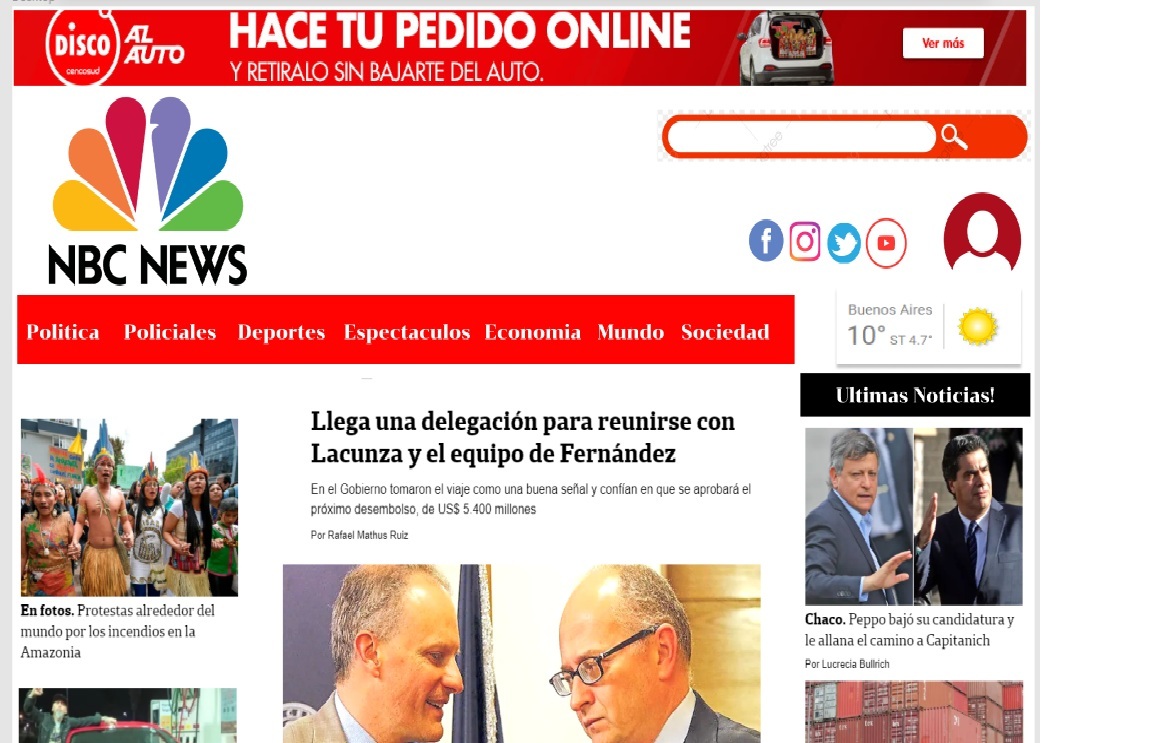 DISCO
AL
AUTO
cencosud
HACE TU PEDIDO ONLINE
Y RETIRALO SIN BAJARTE DEL AUTO.
Ver más
NBC NEWS
Politica Policiales Deportes Espectaculos Economia Mundo Sociedad
Buenos Aires
10° ST 4.7°
Ultimas Noticias!
Llega una delegación para reunirse con
Lacunza y el equipo de Fernández
En el Gobierno tomaron el viaje como una buena señal y confían en que se aprobará el
próximo desembolso, de US$ 5.400 millones
Por Rafael Mathus Ruiz
En fotos. Protestas alrededor del
mundo por los incendios en la
Amazonia
Chaco. Peppo bajó su candidatura y
le allana el camino a Capitanich
Por Lucrecia Bullrich